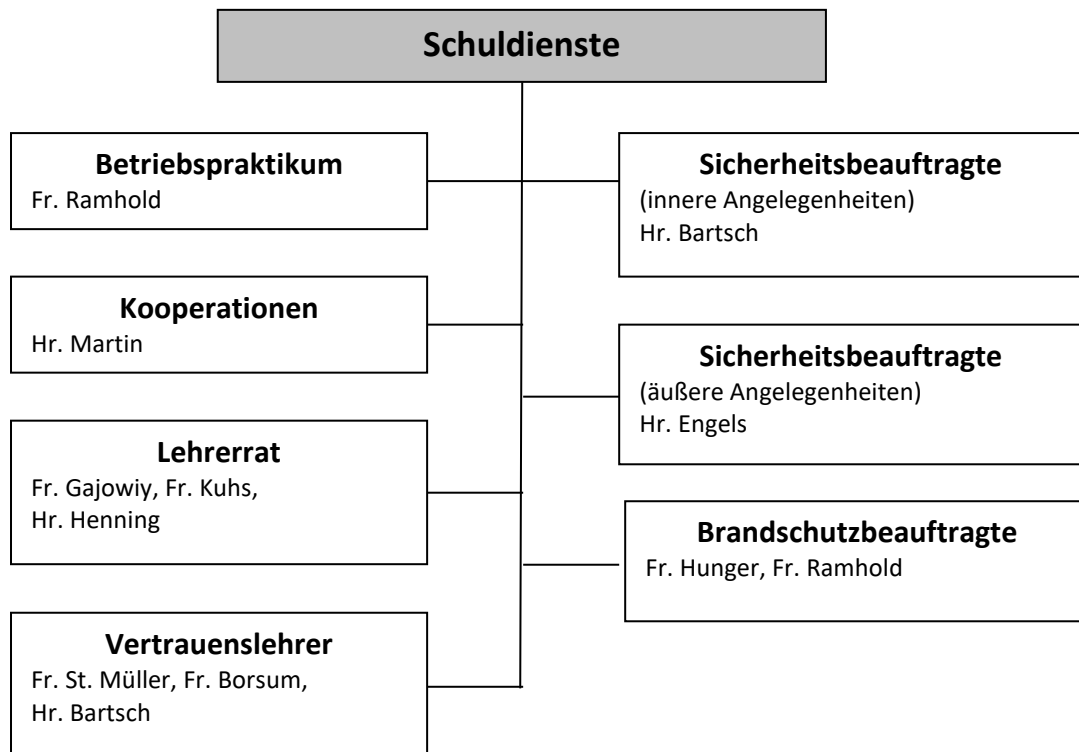 Schuldienste
Betriebspraktikum
Fr. Ramhold
Kooperationen
Hr. Martin
Lehrerrat
Fr. Gajowiy, Fr. Kuhs,
Hr. Henning
Vertrauenslehrer
Fr. St. Müller, Fr. Borsum,
Hr. Bartsch
Sicherheitsbeauftragte
(innere Angelegenheiten)
Hr. Bartsch
Sicherheitsbeauftragte
(äußere Angelegenheiten)
Hr. Engels
Brandschutzbeauftragte
Fr. Hunger, Fr. Ramhold